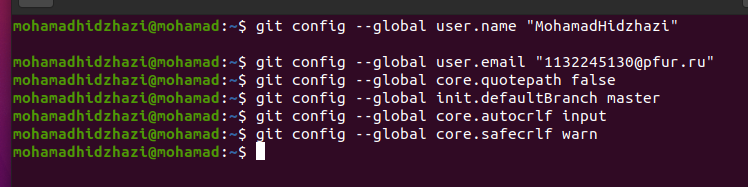 mohamadhidzhazi@mohamad:~$ git config --global user.name "MohamadHidzhazi"
mohamadhidzhazi@mohamad:~$ git config --global user.email "1132245130@pfur.ru"
mohamadhidzhazi@mohamad:~$ git config --global core.quotepath false
mohamadhidzhazi@mohamad:~$ git config --global init.defaultBranch master
mohamadhidzhazi@mohamad:~$ git config --global core.autocrlf input
mohamadhidzhazi@mohamad:~$ git config --global core.safecrlf warn
mohamadhidzhazi@mohamad:~$